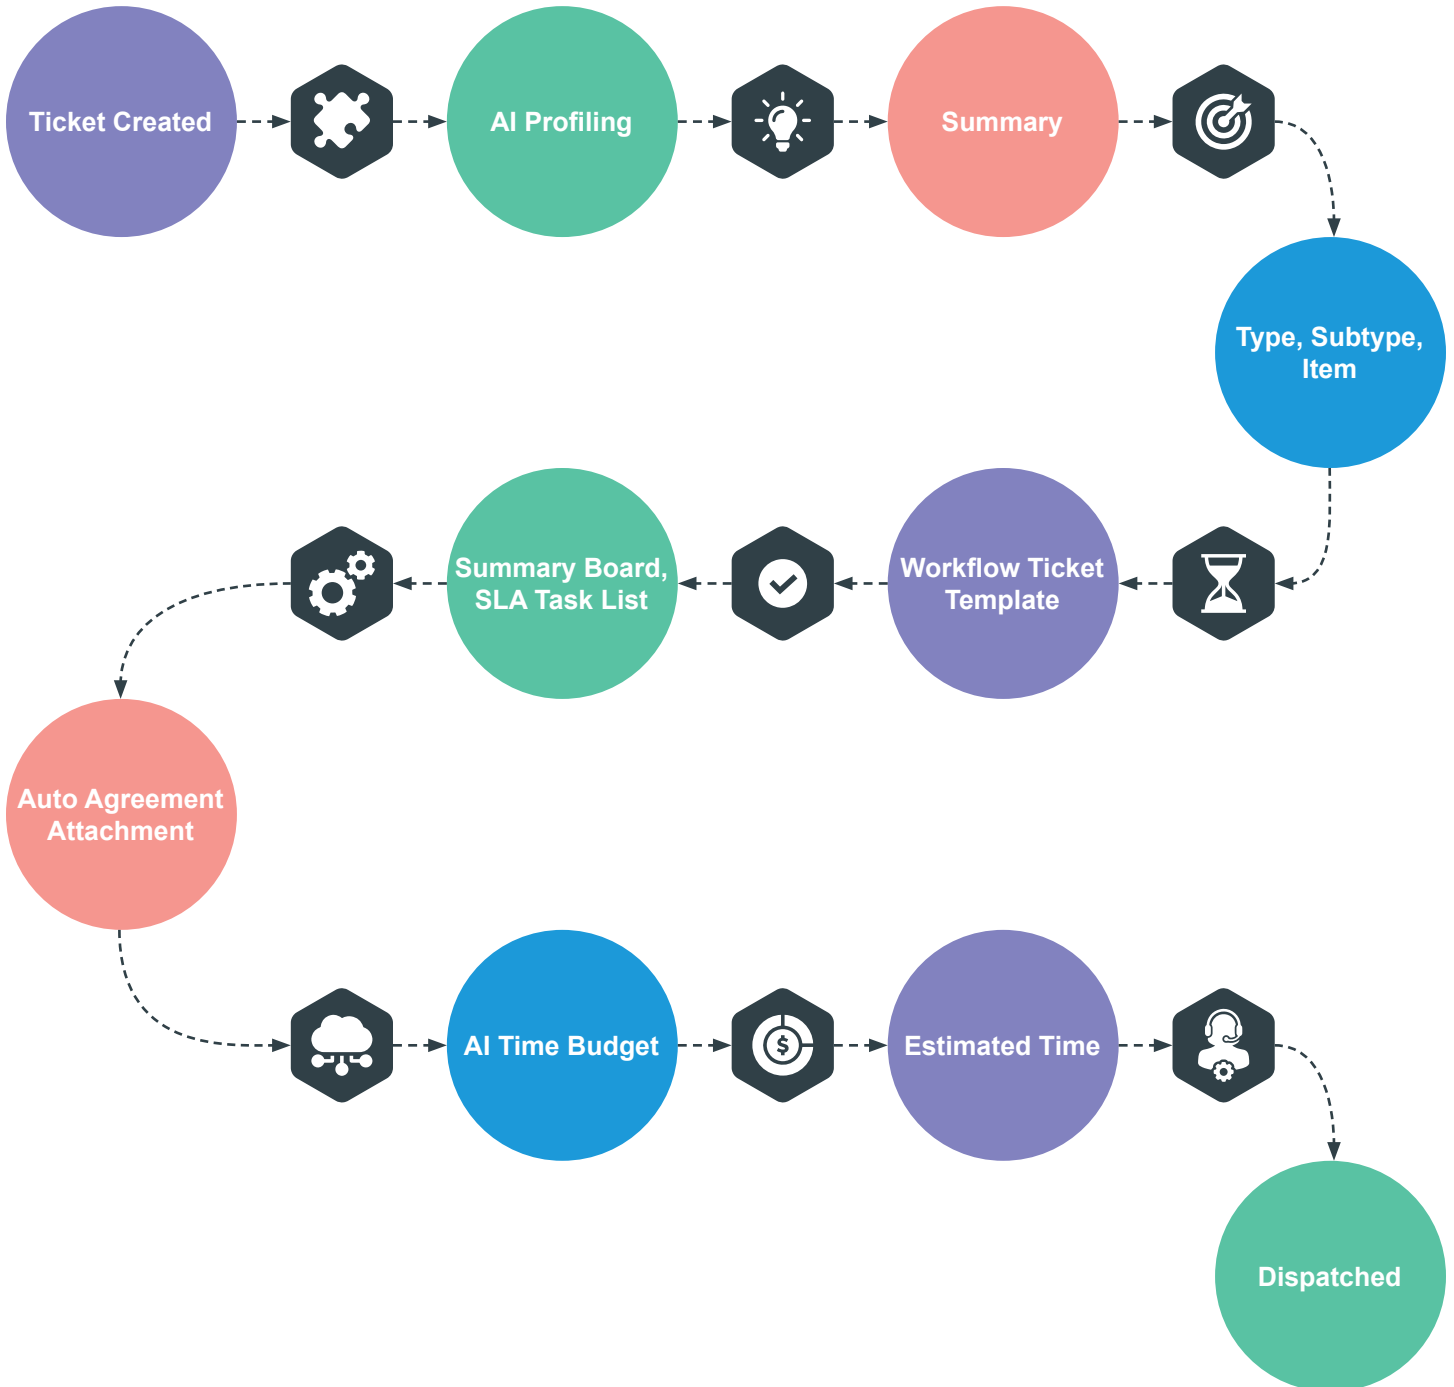 Ticket Created
AI Profiling
Summary
Type, Subtype,
Item
Workflow Ticket
Template
Summary Board,
SLA Task List
Auto Agreement
Attachment
AI Time Budget
$
Estimated Time
Dispatched